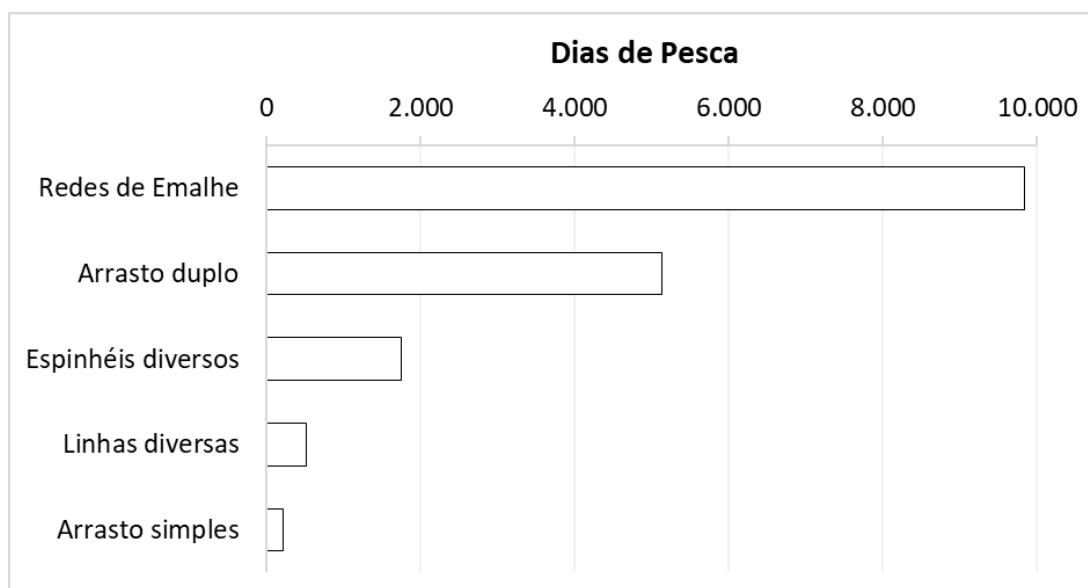 Dias de Pesca
0 2.000 4.000 6.000 8.000 10.000
Redes de Emalhe
Arrasto duplo
Espinhéis diversos
Linhas diversas
Arrasto simples